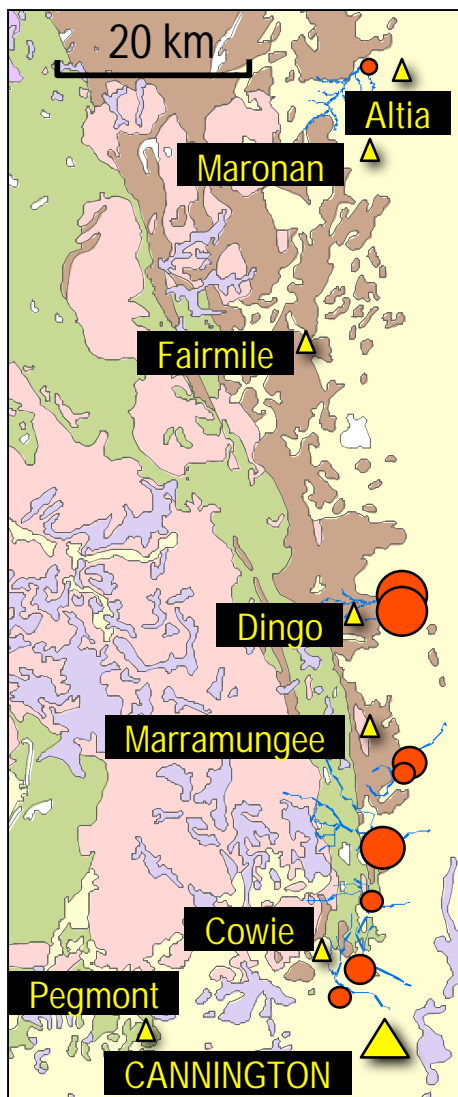 20 km
Altia
Maronan
Fairmile
Dingo
Marramungee
Cowie
Pegmont
CANNINGTON